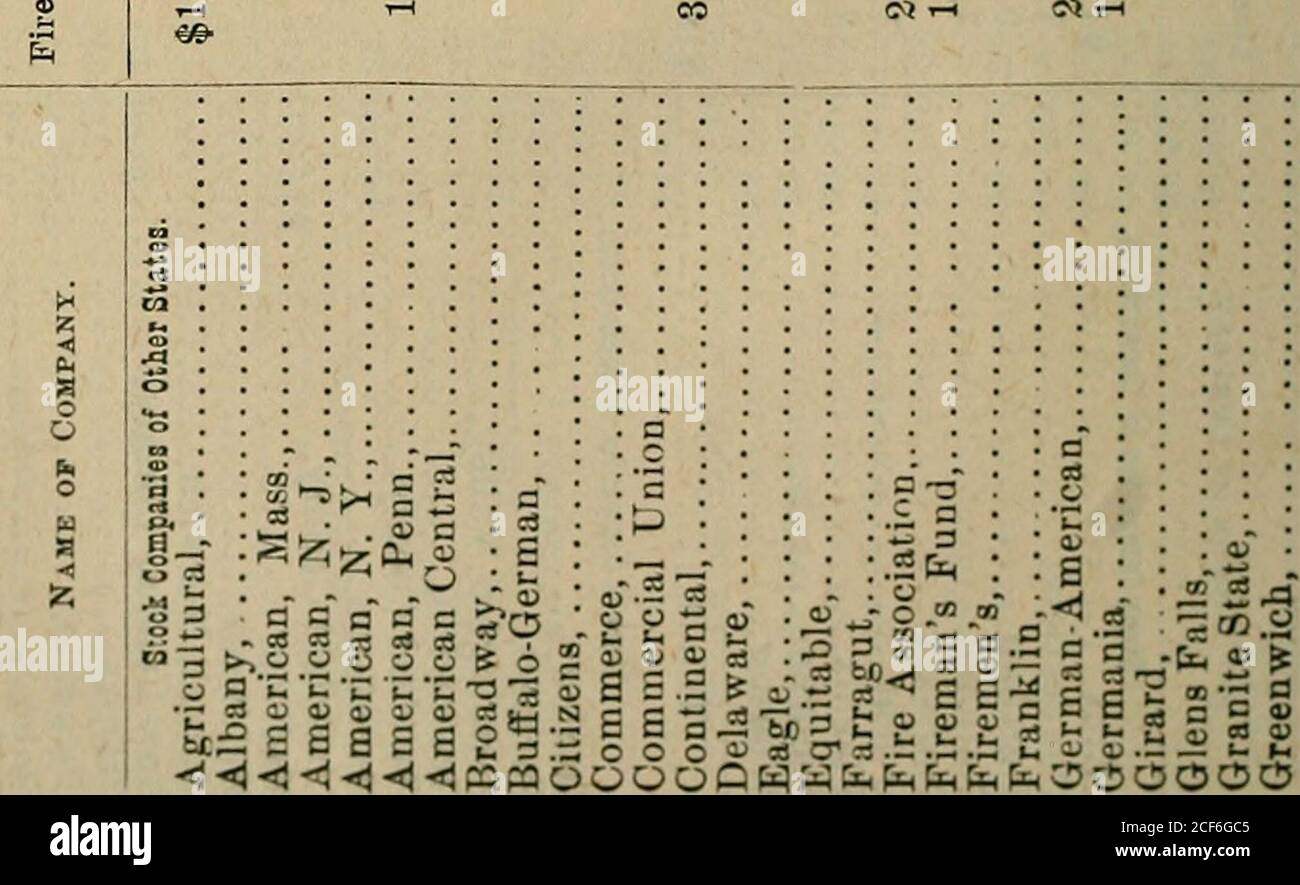 NAME OF COMPANY.
Fire
Stock Companies of Other States.
Agricultural, $1
Albany,
American, Mass.,
American, N. J.,
American, N. Y.,
American, Penn., 1
American Central,
Broadway,
Buffalo-German,
Citizens,
Commerce,
Commercial Union,
Continental, 3
Delaware,
Eagle,
Equitable,
Farragut,
Fire Association, 2
Fireman's Fund, 1
Firemen's,
Franklin,
German-American, 2
Germania, 1
Girard,
Glens Falls,
Granite State,
Greenwich,
alamy
alamy
Image ID: 2CF6GC5
www.alamy.com